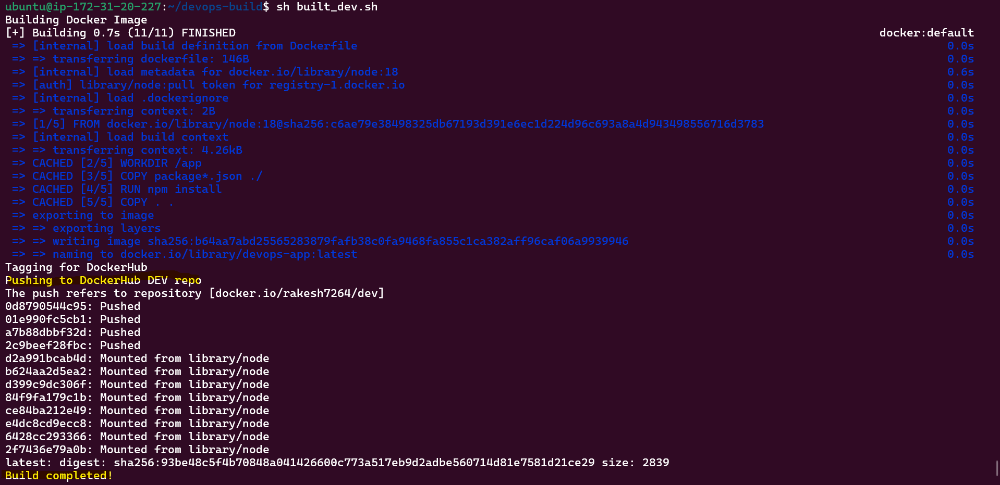 ubuntu@ip-172-31-20-227:~/devops-build$ sh built_dev.sh
Building Docker Image
[+] Building 0.7s (11/11) FINISHED docker:default
=> [internal] load build definition from Dockerfile 0.0s
=> => transferring dockerfile: 146B 0.0s
=> [internal] load metadata for docker.io/library/node:18 0.6s
=> [auth] library/node:pull token for registry-1.docker.io 0.0s
=> [internal] load .dockerignore 0.0s
=> => transferring context: 2B 0.0s
=> [1/5] FROM docker.io/library/node:18@sha256:c6ae79e38498325db67193d391e6ec1d224d96c693a8a4d943498556716d3783 0.0s
=> [internal] load build context 0.0s
=> => transferring context: 4.26kB 0.0s
=> CACHED [2/5] WORKDIR /app 0.0s
=> CACHED [3/5] COPY package*.json ./ 0.0s
=> CACHED [4/5] RUN npm install 0.0s
=> CACHED [5/5] COPY . . 0.0s
=> exporting to image 0.0s
=> => exporting layers 0.0s
=> => writing image sha256:b64aa7abd25565283879fafb38c0fa9468fa855c1ca382aff96caf06a9939946 0.0s
=> => naming to docker.io/library/devops-app:latest 0.0s
Tagging for DockerHub
Pushing to DockerHub DEV repo
The push refers to repository [docker.io/rakesh7264/dev]
0d8790544c95: Pushed
01e990fc5cb1: Pushed
a7b88dbbf32d: Pushed
2c9beef28fbc: Pushed
d2a991bcab4d: Mounted from library/node
b624aa2d5ea2: Mounted from library/node
d399c9dc306f: Mounted from library/node
84f9fa179c1b: Mounted from library/node
ce84ba212e49: Mounted from library/node
e4dc8cd9ecc8: Mounted from library/node
6428cc293366: Mounted from library/node
2f7436e79a0b: Mounted from library/node
latest: digest: sha256:93be48c5f4b70848a041426600c773a517eb9d2adbe560714d81e7581d21ce29 size: 2839
Build completed!